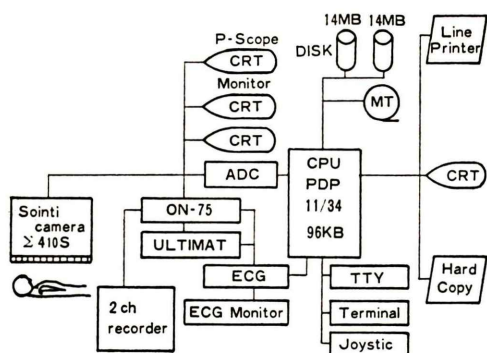 14MB 14MB
DISK
P-Scope
CRT
Monitor
CRT
CRT
MT
Line
Printer
CRT
Hard
Copy
ADC
CPU
PDP
11/34
96KB
Sointi
camera
Σ 410S
ON-75
ULTIMAT
ECG
ECG Monitor
2 ch
recorder
TTY
Terminal
Joystic